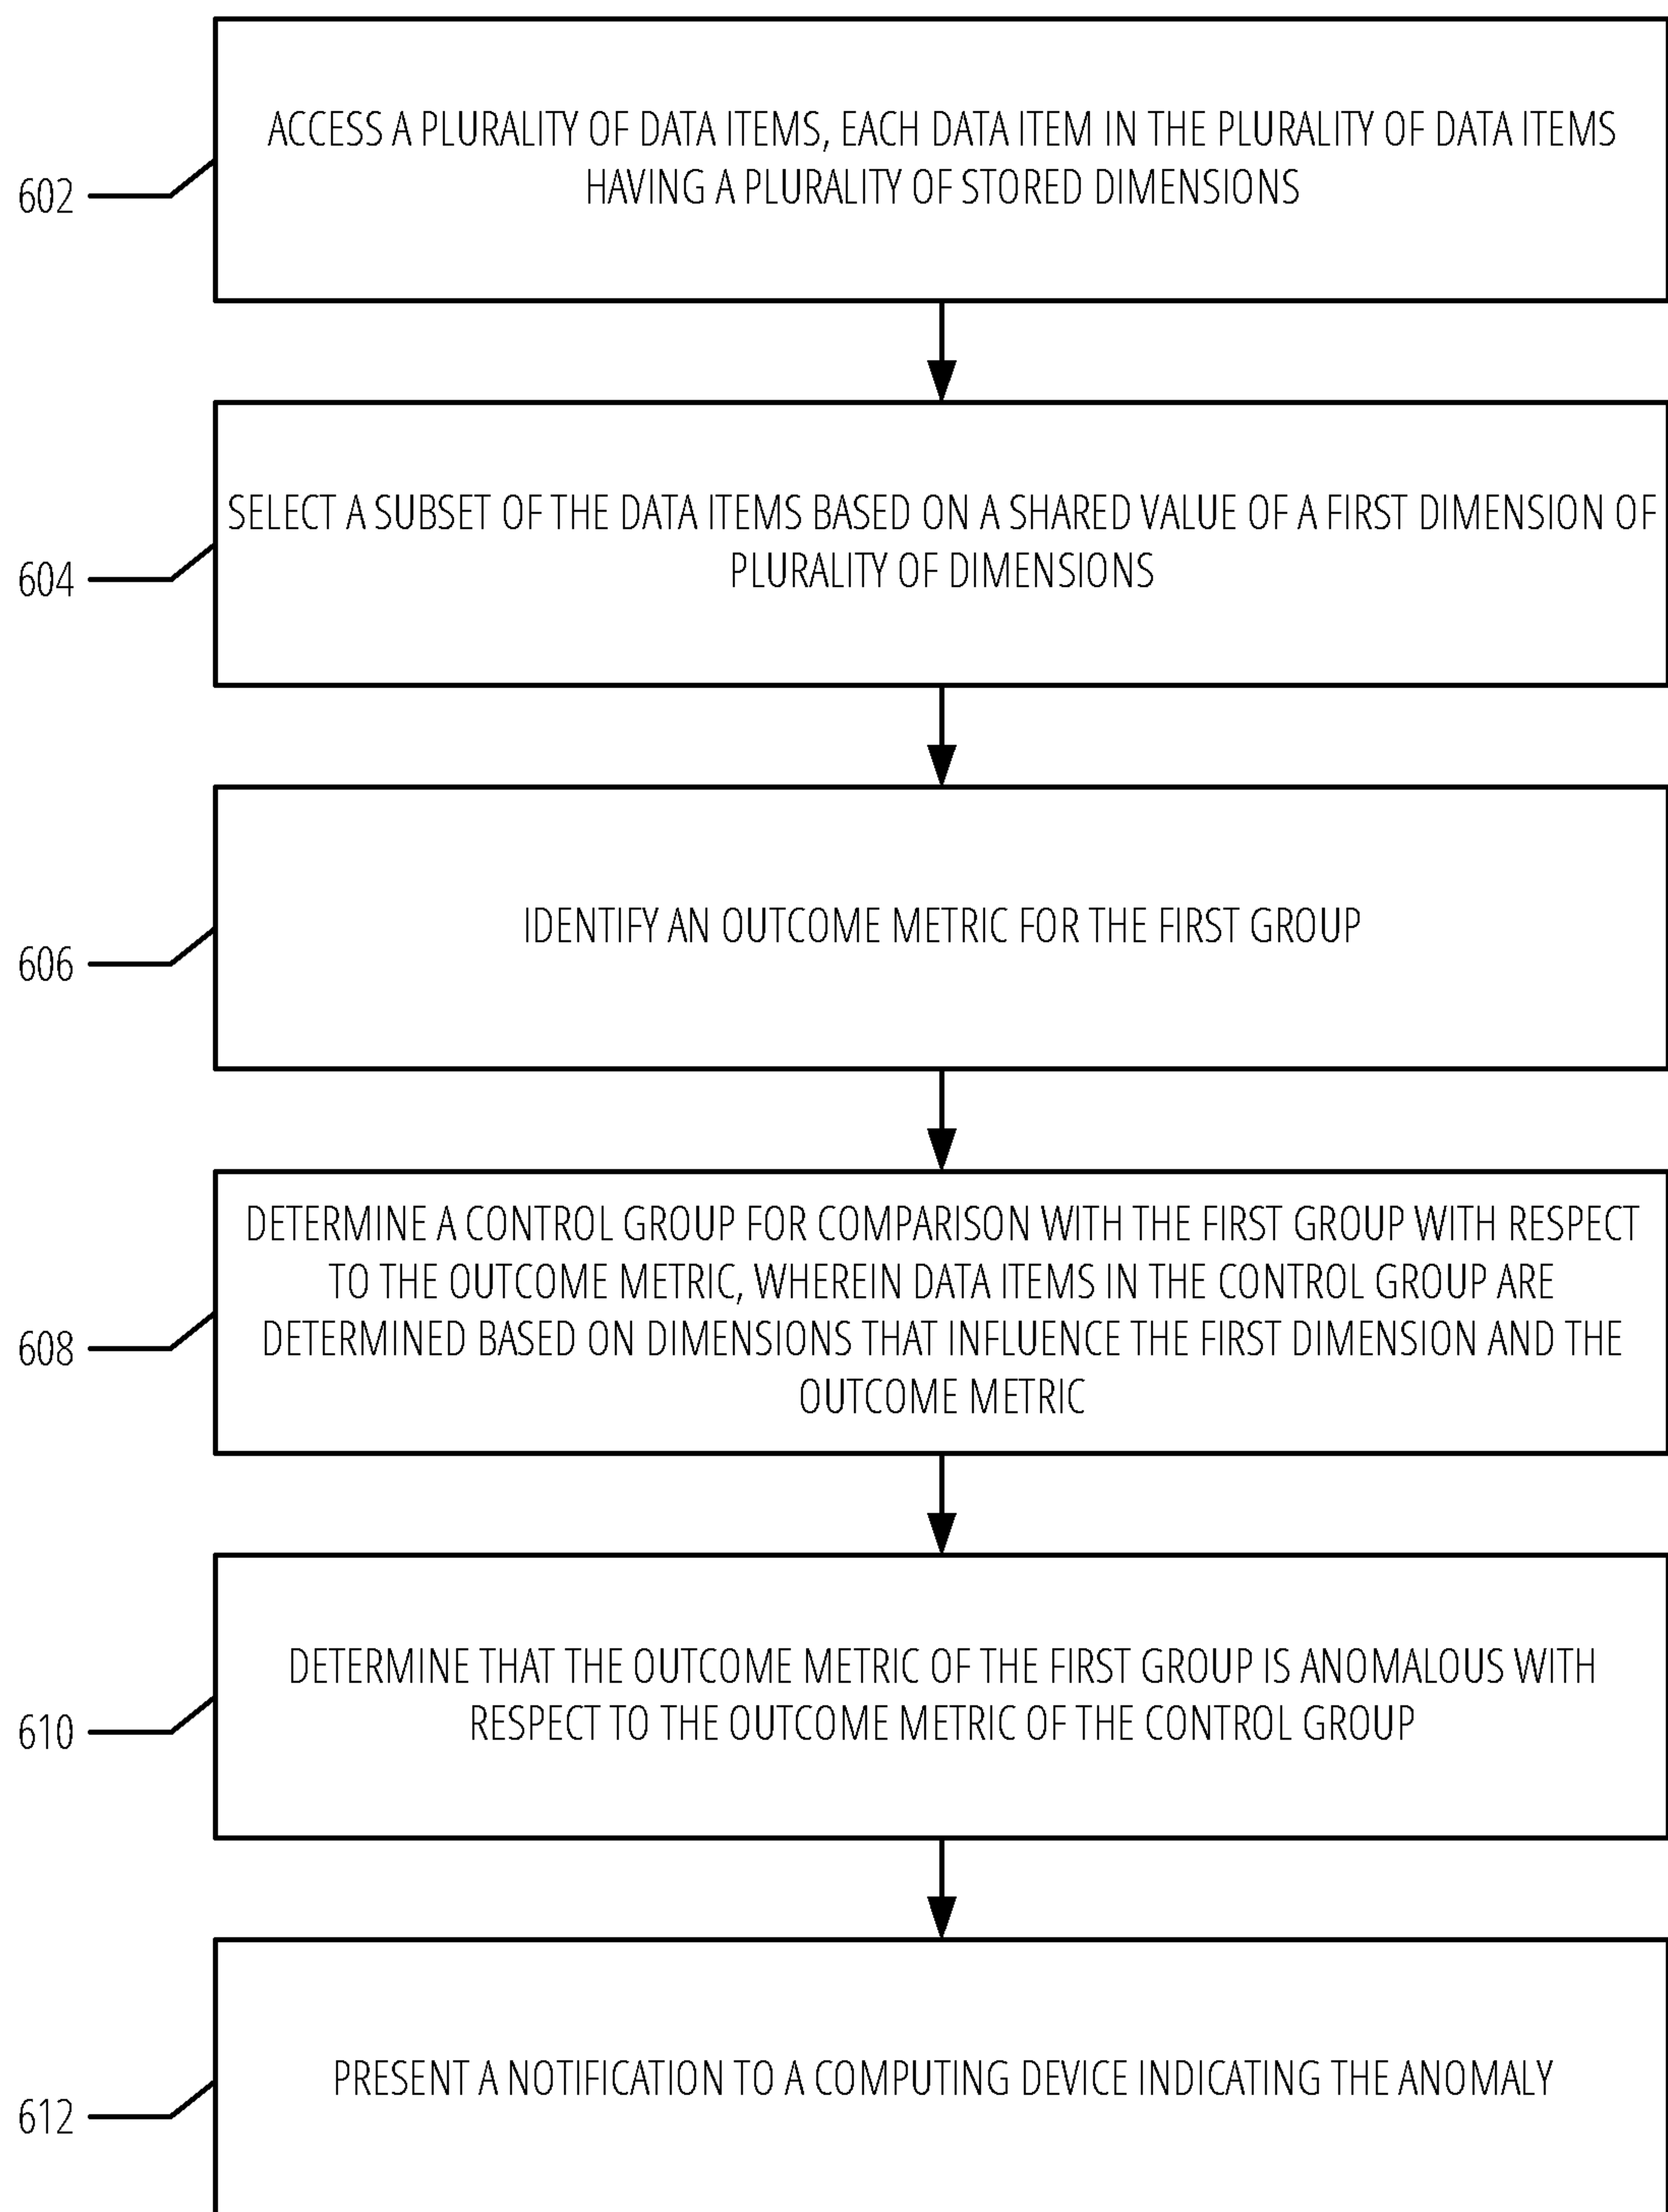 ACCESS A PLURALITY OF DATA ITEMS, EACH DATA ITEM IN THE PLURALITY OF DATA ITEMS
HAVING A PLURALITY OF STORED DIMENSIONS
602
SELECT A SUBSET OF THE DATA ITEMS BASED ON A SHARED VALUE OF A FIRST DIMENSION OF
PLURALITY OF DIMENSIONS
604
IDENTIFY AN OUTCOME METRIC FOR THE FIRST GROUP
606
DETERMINE A CONTROL GROUP FOR COMPARISON WITH THE FIRST GROUP WITH RESPECT
TO THE OUTCOME METRIC, WHEREIN DATA ITEMS IN THE CONTROL GROUP ARE
DETERMINED BASED ON DIMENSIONS THAT INFLUENCE THE FIRST DIMENSION AND THE
OUTCOME METRIC
608
DETERMINE THAT THE OUTCOME METRIC OF THE FIRST GROUP IS ANOMALOUS WITH
RESPECT TO THE OUTCOME METRIC OF THE CONTROL GROUP
610
PRESENT A NOTIFICATION TO A COMPUTING DEVICE INDICATING THE ANOMALY
612